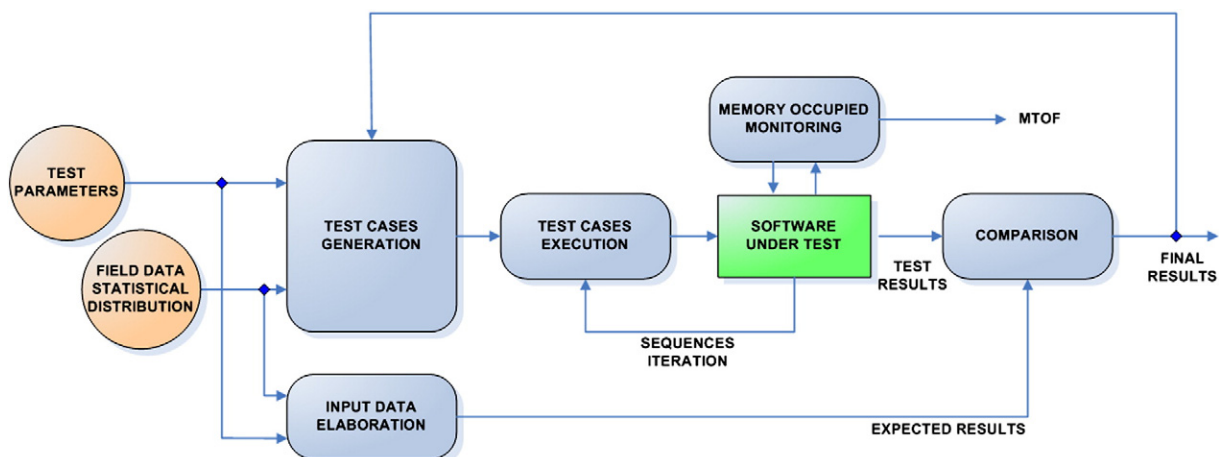 MEMORY OCCUPIED
MONITORING
MTOF
TEST
PARAMETERS
TEST CASES
GENERATION
TEST CASES
EXECUTION
SOFTWARE
UNDER TEST
COMPARISON
FIELD DATA
STATISTICAL
DISTRIBUTION
TEST
RESULTS
FINAL
RESULTS
SEQUENCES
ITERATION
INPUT DATA
ELABORATION
EXPECTED RESULTS